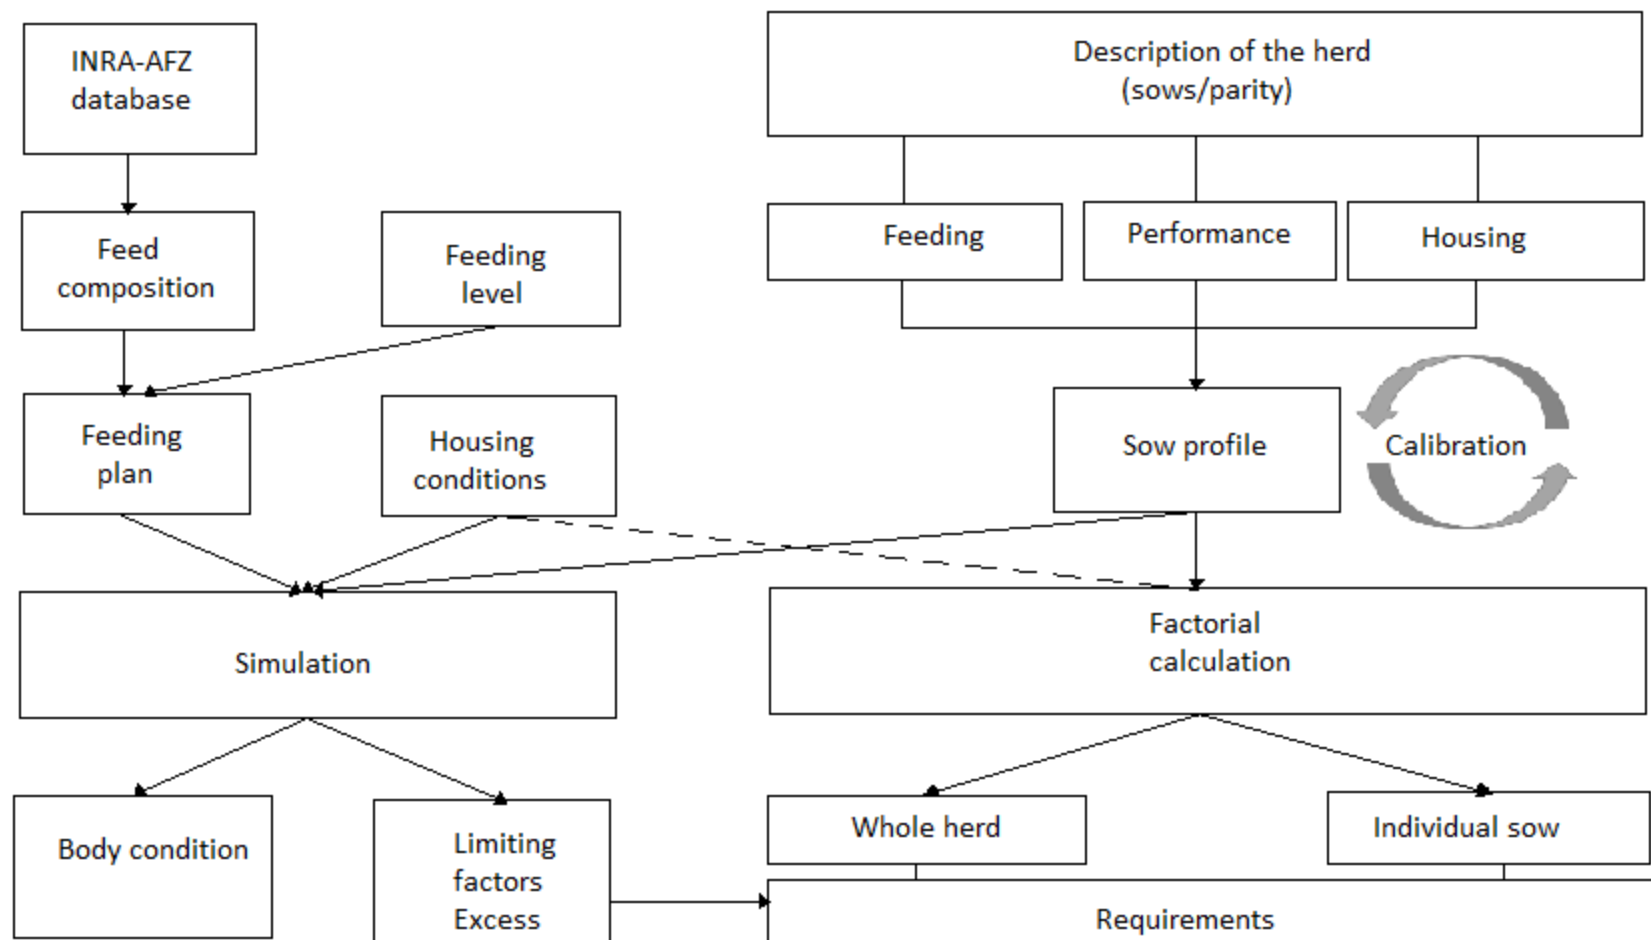 INRA-AFZ
database
Description of the herd
(sows/parity)
Feed
composition
Feeding
level
Feeding
Performance
Housing
Feeding
plan
Housing
conditions
Sow profile
Calibration
Simulation
Factorial
calculation
Body condition
Limiting
factors
Excess
Whole herd
Individual sow
Requirements